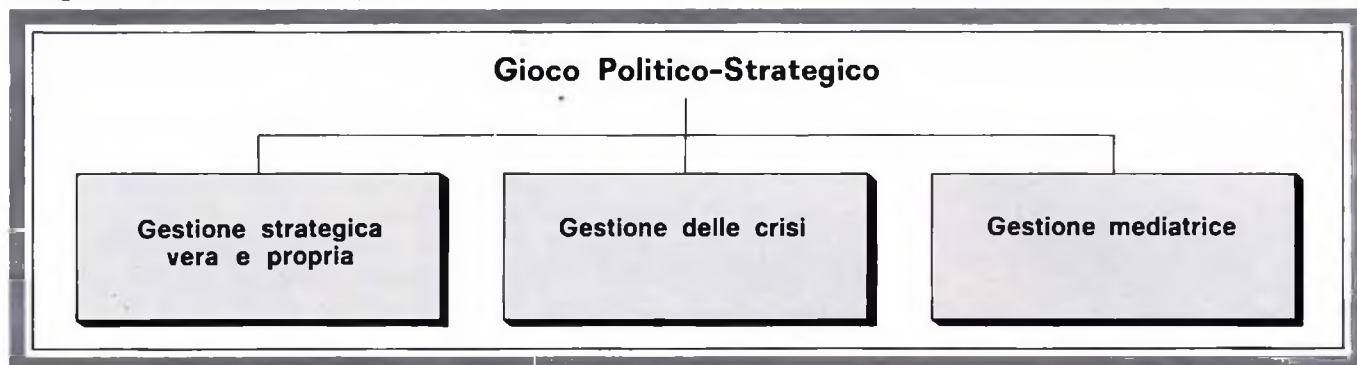 Gioco Politico-Strategico
Gestione strategica
vera e propria
Gestione delle crisi
Gestione mediatrice